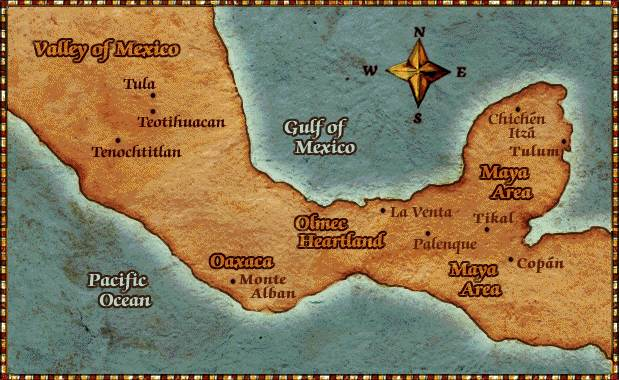 Valley of Mexico
Tula
Teotihuacan
Tenochtitlan
N
W
E
S
Gulf of
Mexico
Chichén
Itzá
Tulum
Maya
Area
La Venta
Olmec
Heartland
Tikal
Palenque
Oaxaca
Monte
Alban
Maya
Area
Copán
Pacific
Ocean